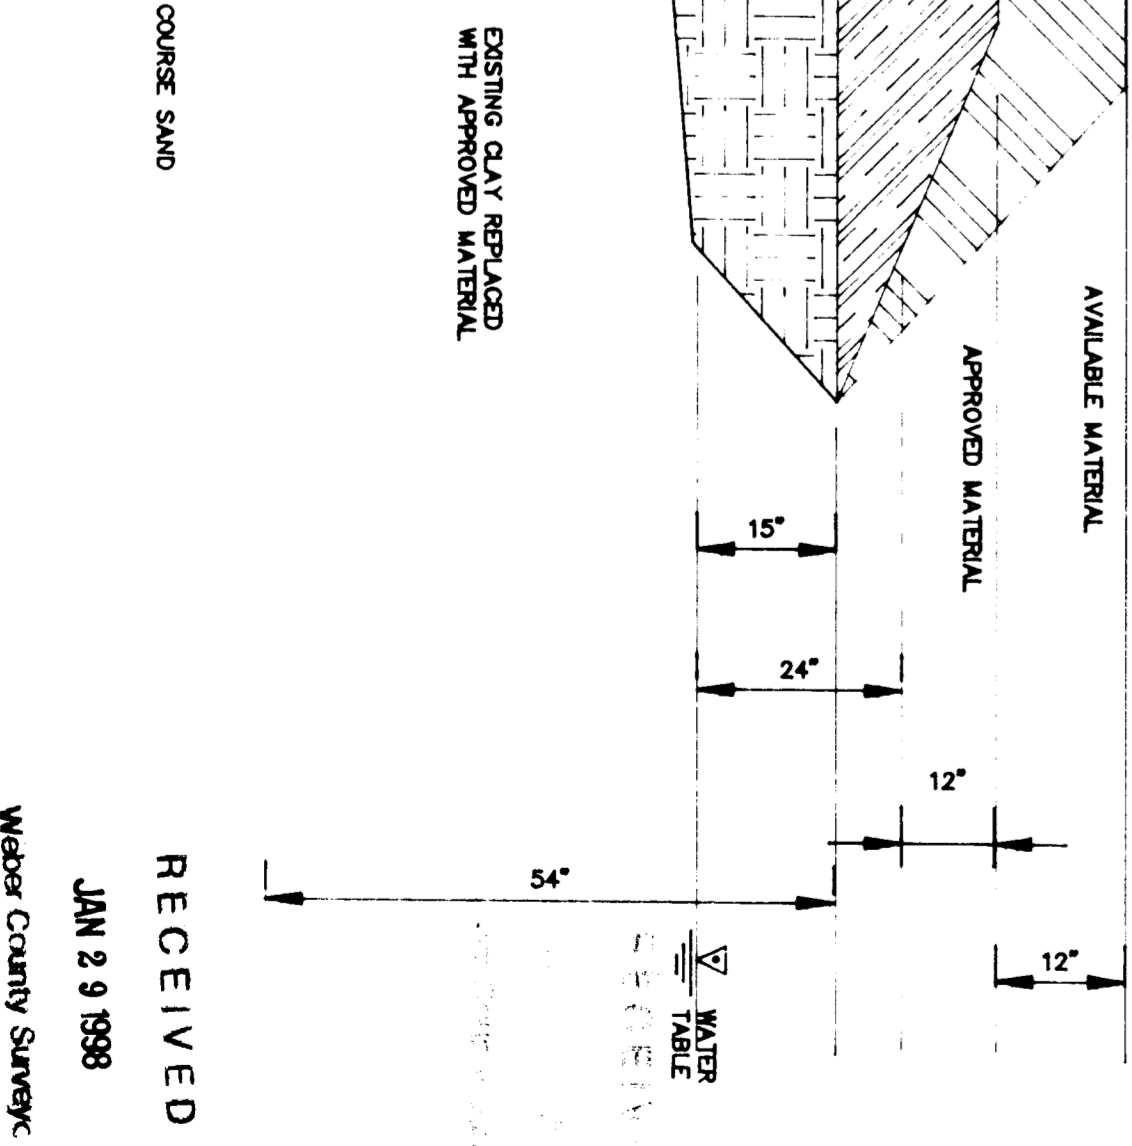 AVAILABLE MATERIAL
APPROVED MATERIAL
12"
12"
24"
15"
WATER
TABLE
54"
EXISTING CLAY REPLACED
WITH APPROVED MATERIAL
COURSE SAND
RECEIVED
JAN 29 1998
Weber County Surveyo